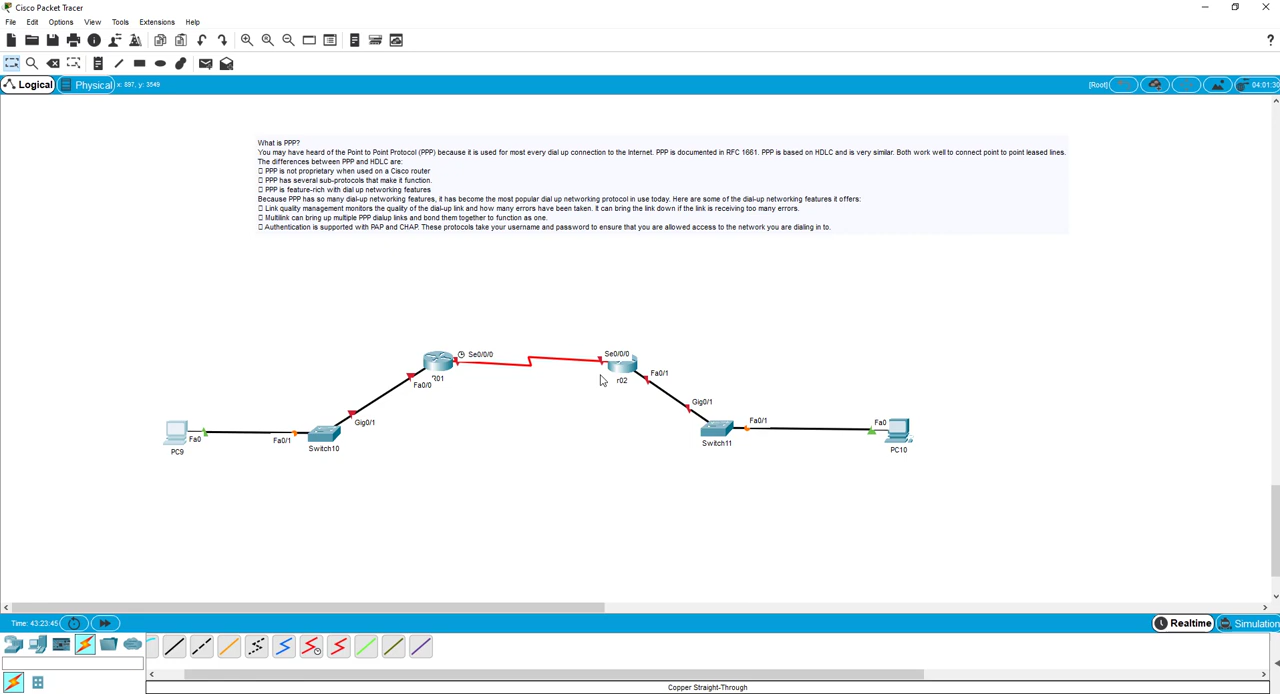 Cisco Packet Tracer
File Edit Options View Tools Extensions Help
?
Logical Physical x: 897, y: 3549 [Root] 04:01:30
What is PPP?
You may have heard of the Point to Point Protocol (PPP) because it is used for most every dial up connection to the Internet. PPP is documented in RFC 1661. PPP is based on HDLC and is very similar. Both work well to connect point to point leased lines.
The differences between PPP and HDLC are:
PPP is not proprietary when used on a Cisco router
PPP has several sub-protocols that make it function.
PPP is feature-rich with dial up networking features
Because PPP has so many dial-up networking features, it has become the most popular dial up networking protocol in use today. Here are some of the dial-up networking features it offers:
Link quality management monitors the quality of the dial-up link and how many errors have been taken. It can bring the link down if the link is receiving too many errors.
Multilink can bring up multiple PPP dialup links and bond them together to function as one.
Authentication is supported with PAP and CHAP. These protocols take your username and password to ensure that you are allowed access to the network you are dialing in to.
Se0/0/0 Se0/0/0
R01 r02
Fa0/0 Fa0/1
Gig0/1 Gig0/1
Fa0 Fa0/1 Fa0/1 Fa0
PC9 Switch10 Switch11 PC10
Time: 43:23:45 Realtime Simulation
Copper Straight-Through